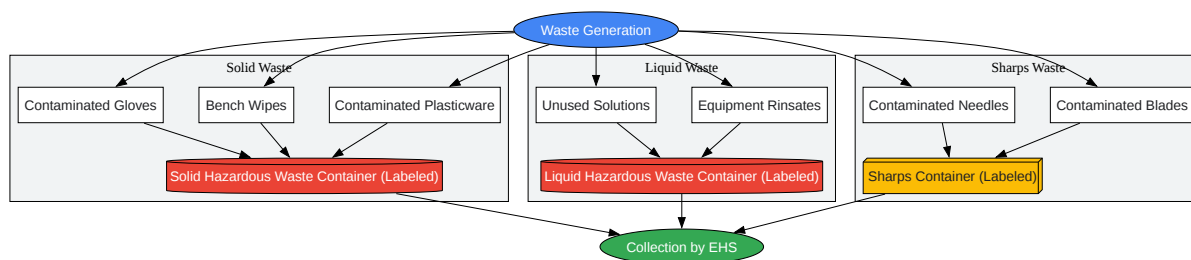 Waste Generation
Solid Waste
Liquid Waste
Sharps Waste
Contaminated Gloves
Bench Wipes
Contaminated Plasticware
Unused Solutions
Equipment Rinsates
Contaminated Needles
Contaminated Blades
Solid Hazardous Waste Container (Labeled)
Liquid Hazardous Waste Container (Labeled)
Sharps Container (Labeled)
Collection by EHS